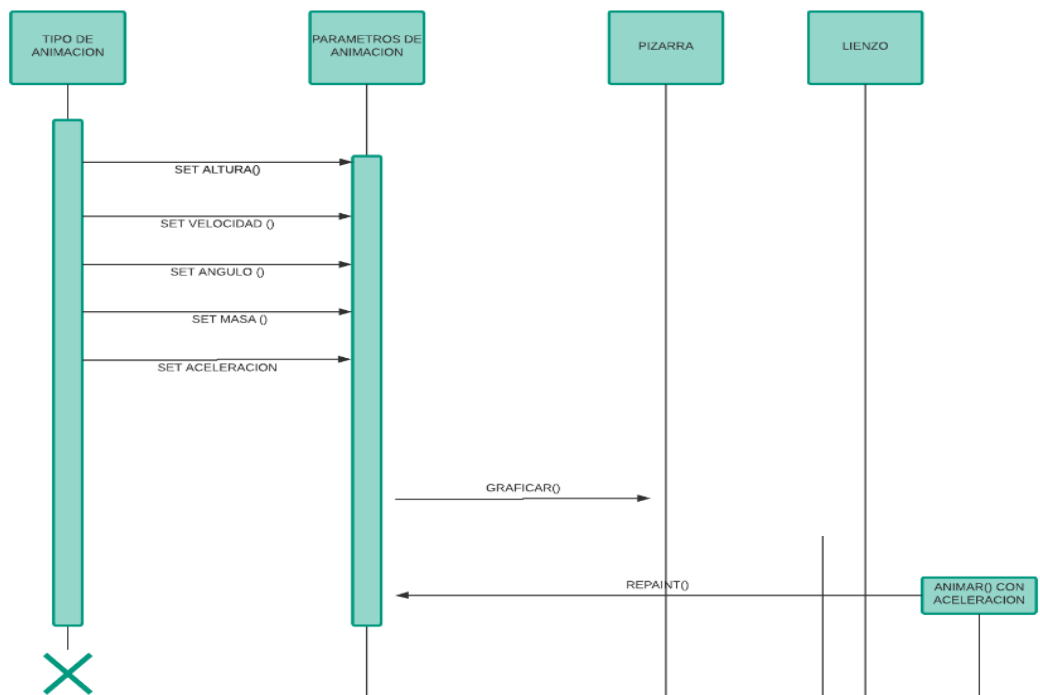 TIPO DE
ANIMACION
PARAMETROS DE
ANIMACION
PIZARRA
LIENZO
SET ALTURA()
SET VELOCIDAD ()
SET ANGULO ()
SET MASA ()
SET ACELERACION
GRAFICAR()
REPAINT()
ANIMAR() CON
ACELERACION